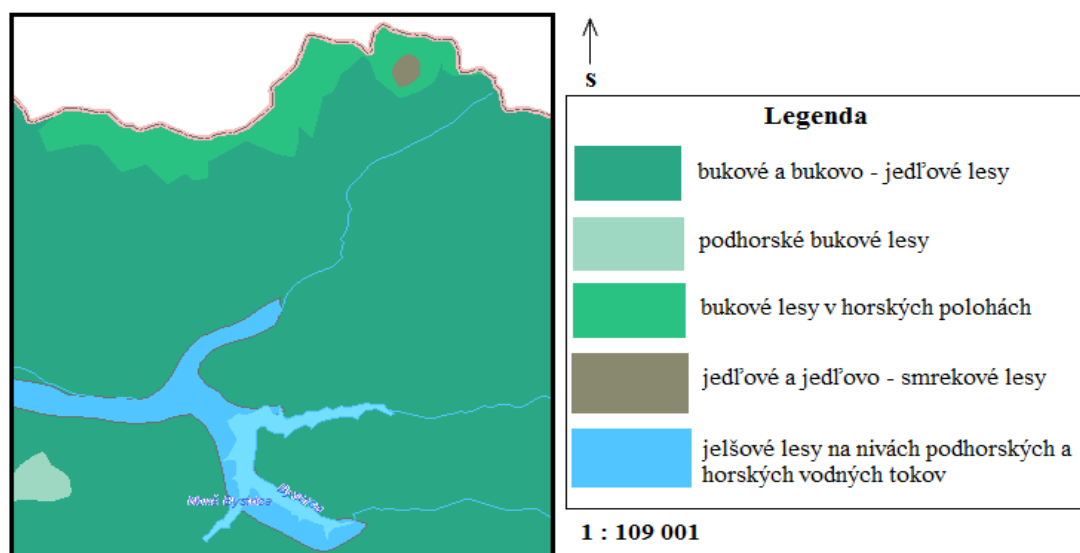 S
Legenda
bukové a bukovo - jedľové lesy
podhorské bukové lesy
bukové lesy v horských polohách
jedľové a jedľovo - smrekové lesy
jelšové lesy na nivách podhorských a
horských vodných tokov
1 : 109 001